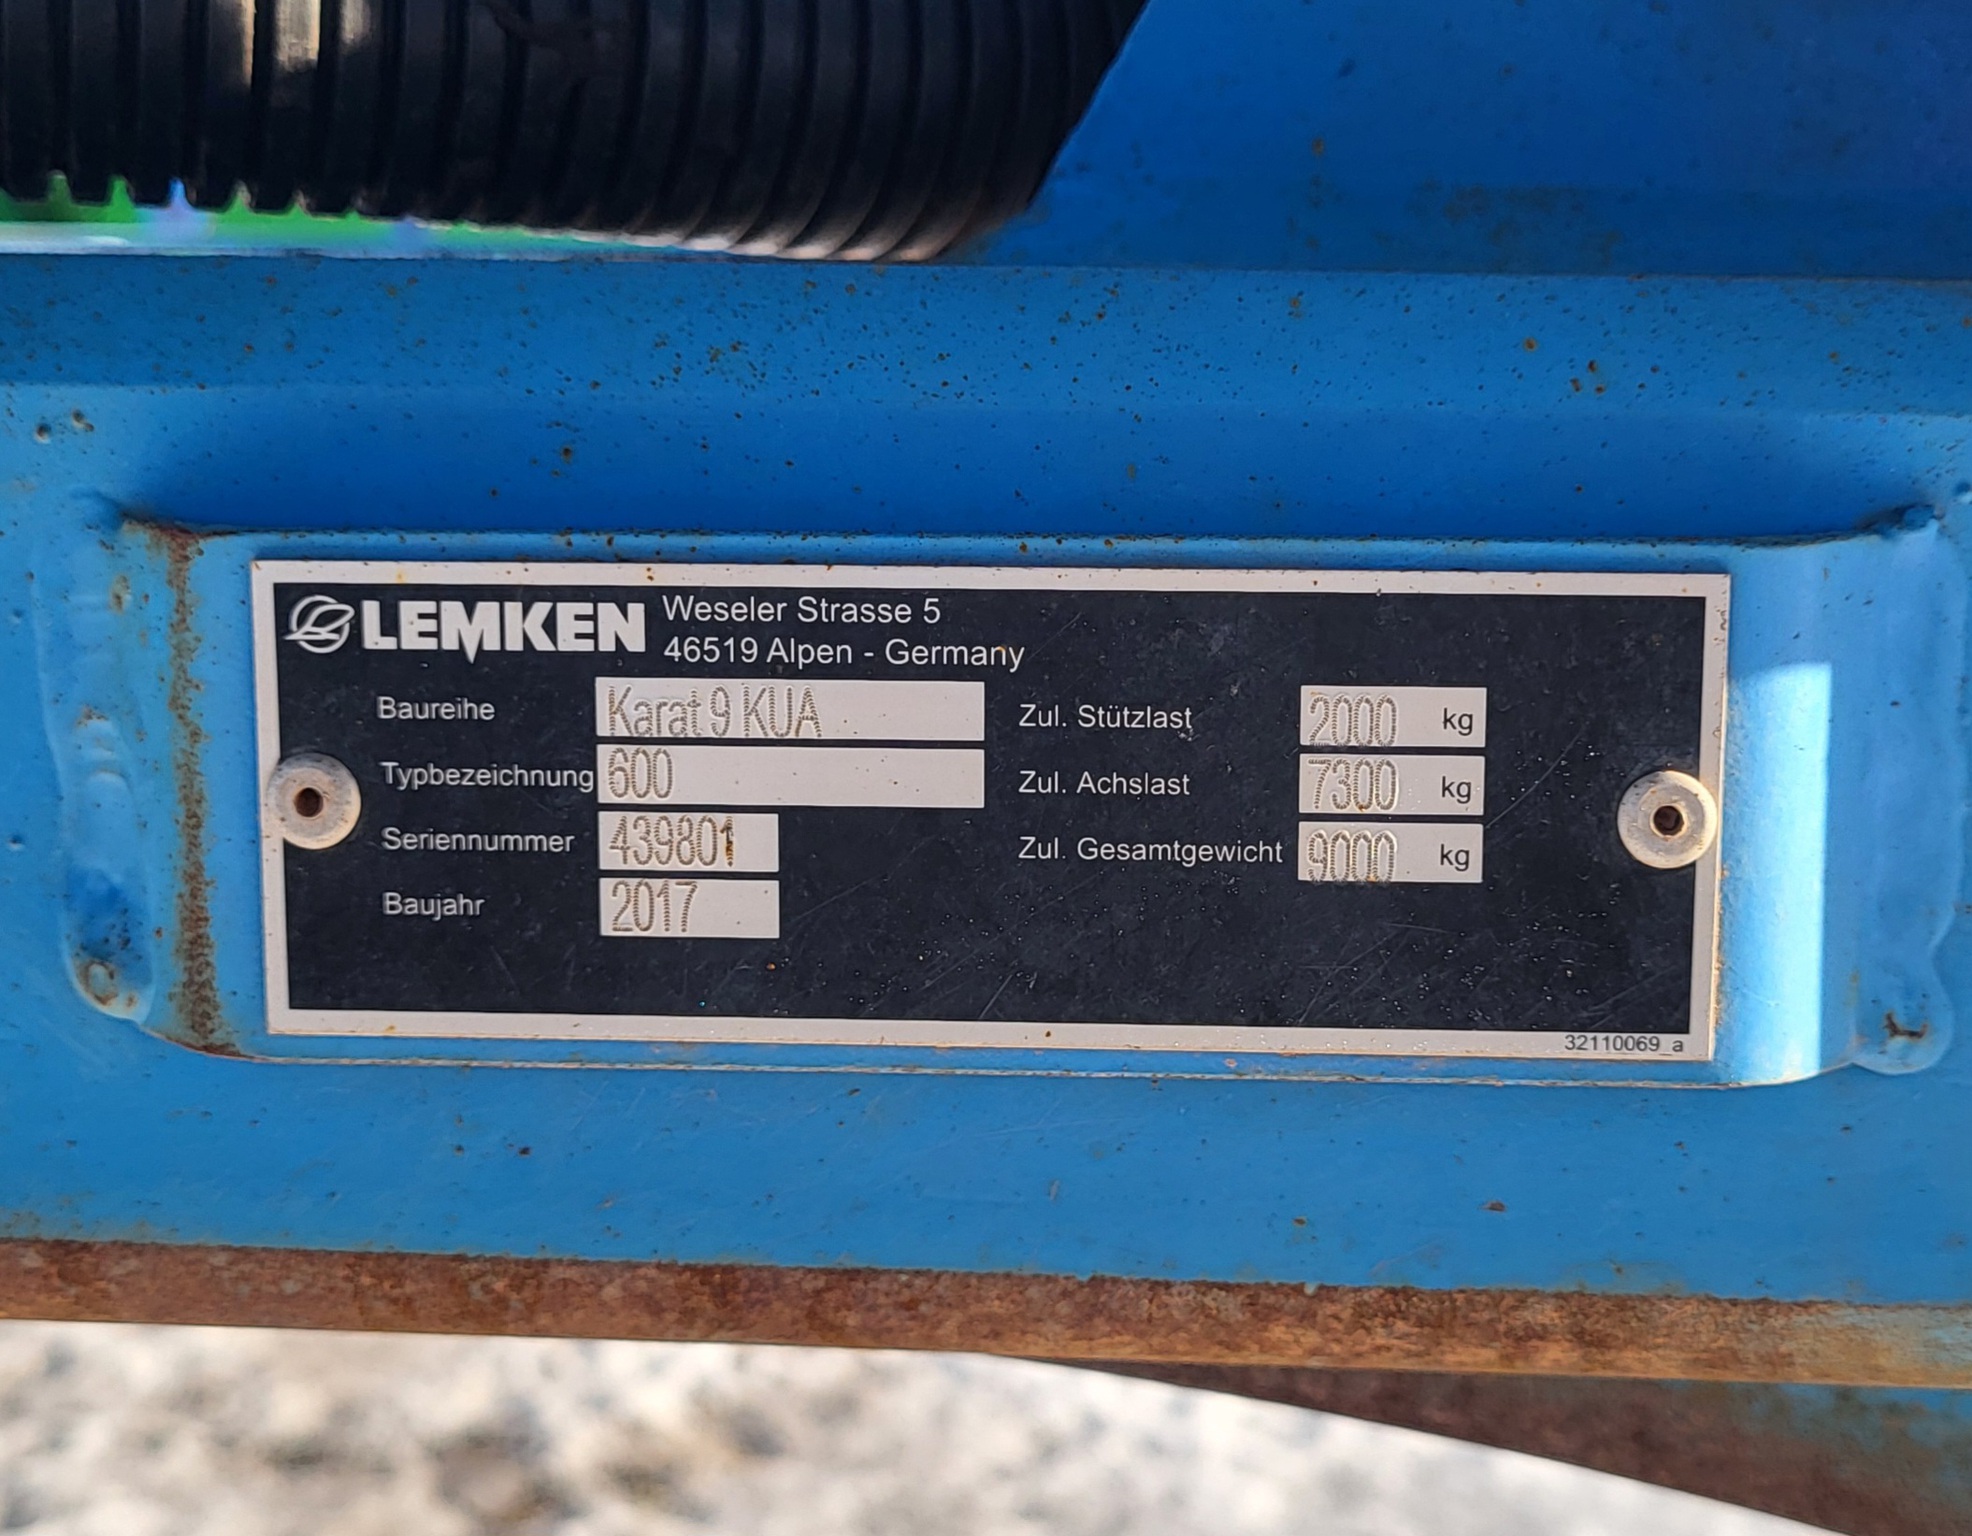 LEMKEN
Weseler Strasse 5
46519 Alpen - Germany
Baureihe Karat 9 KUA
Typbezeichnung 600
Seriennummer 439801
Baujahr 2017
Zul. Stützlast 2000 kg
Zul. Achslast 7300 kg
Zul. Gesamtgewicht 9000 kg
32110069_a